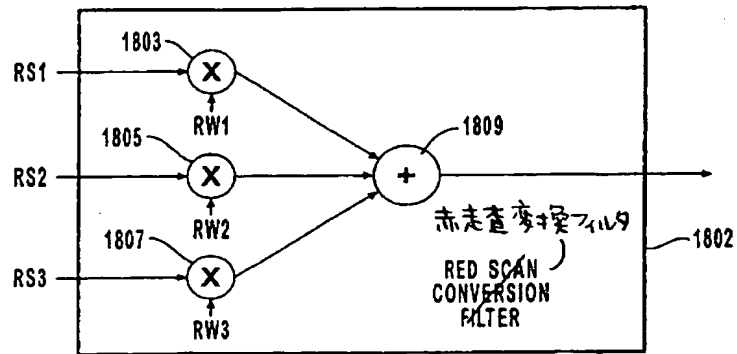 1803
RS1
X
RW1
1805
1809
RS2
X
+
RW2
赤走査変換フィルタ
1807
1802
RED SCAN
CONVERSION
FILTER
RS3
X
RW3